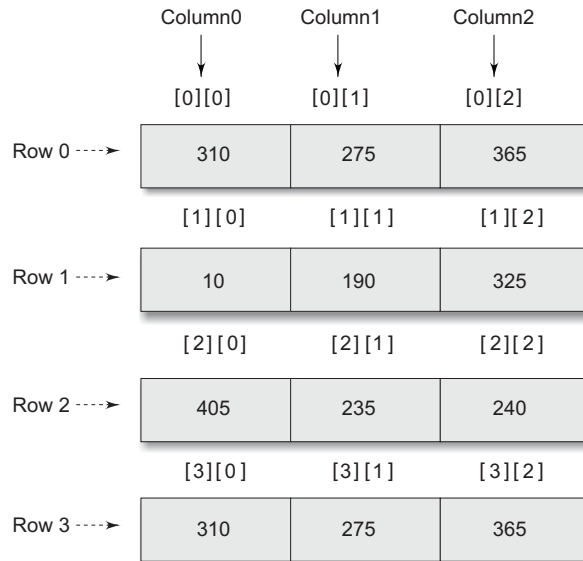 Column0 Column1 Column2
[0][0] [0][1] [0][2]
Row 0 310 275 365
[1][0] [1][1] [1][2]
Row 1 10 190 325
[2][0] [2][1] [2][2]
Row 2 405 235 240
[3][0] [3][1] [3][2]
Row 3 310 275 365